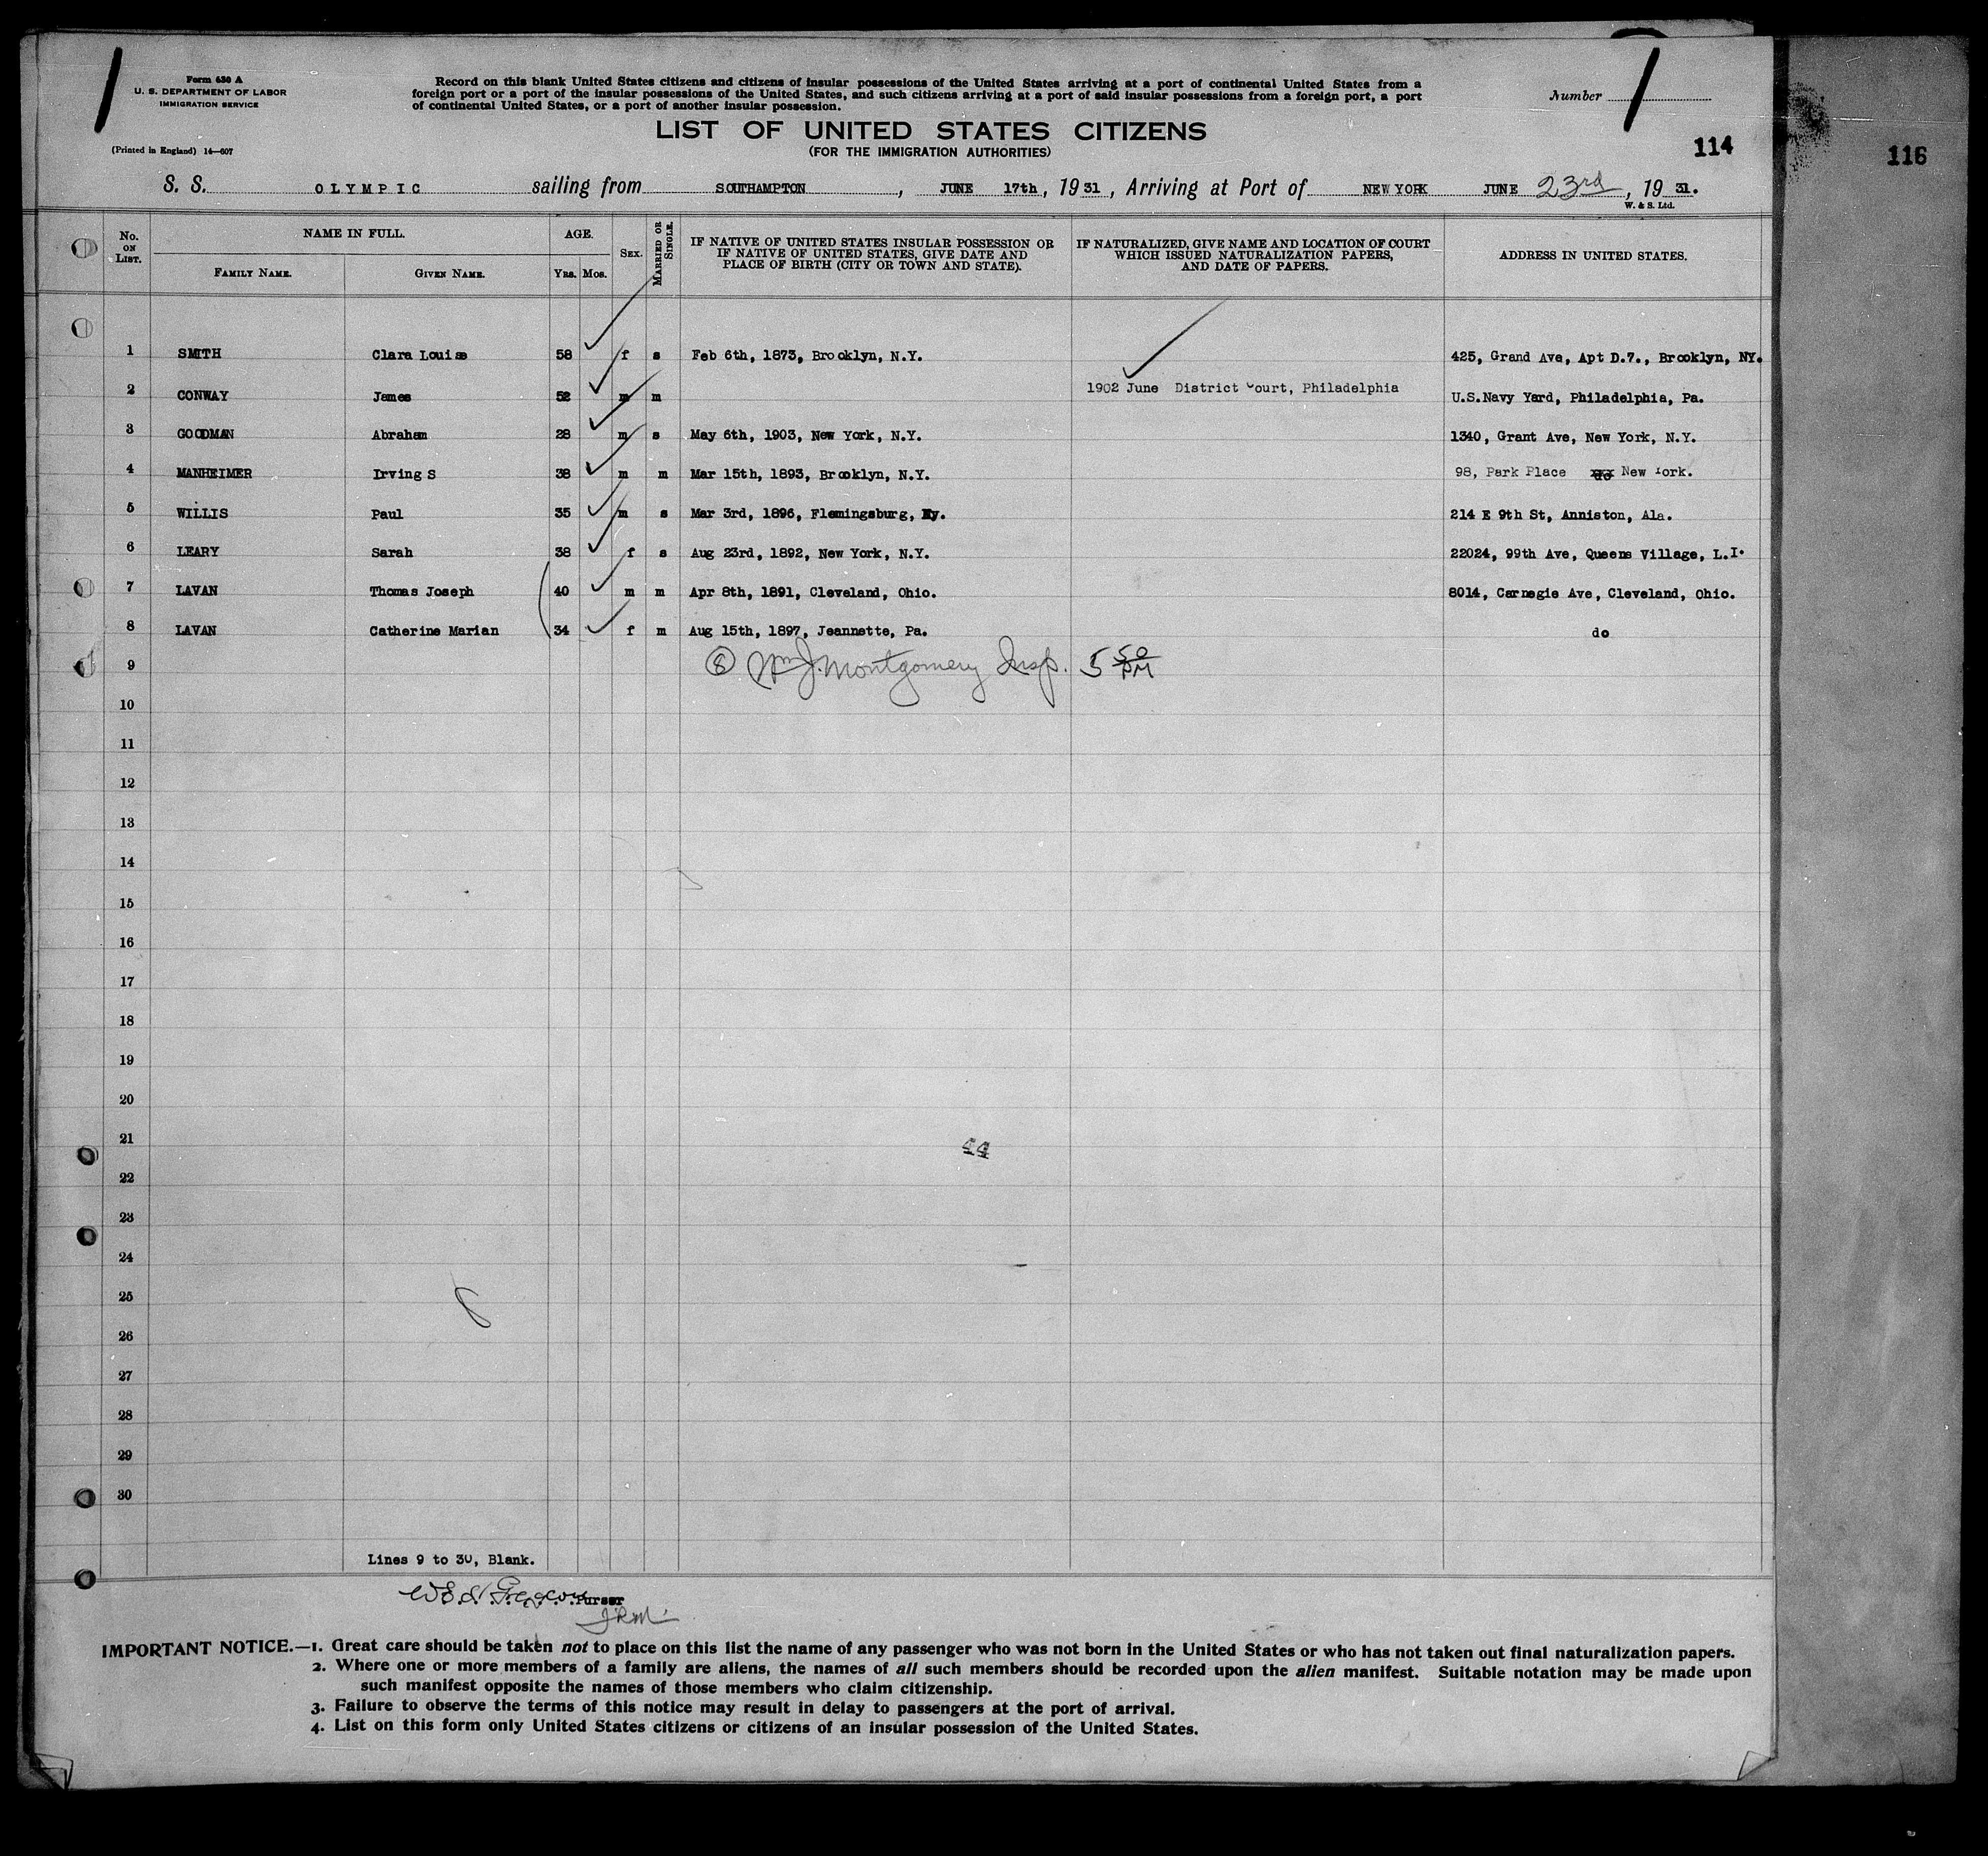 Form 630 A
U. S. DEPARTMENT OF LABOR
IMMIGRATION SERVICE
(Printed in England) 14—607
Record on this blank United States citizens and citizens of insular possessions of the United States arriving at a port of continental United States from a
foreign port or a port of the insular possessions of the United States, and such citizens arriving at a port of said insular possessions from a foreign port, a port
of continental United States, or a port of another insular possession.
Number 1
LIST OF UNITED STATES CITIZENS
(FOR THE IMMIGRATION AUTHORITIES)
114
116
S. S. OLYMPIC sailing from SOUTHAMPTON, JUNE 17th, 19 31, Arriving at Port of NEW YORK JUNE 23rd, 19 31.
W. & S. Ltd.
No. ON LIST. NAME IN FULL. AGE. SEX. MARRIED OR SINGLE. IF NATIVE OF UNITED STATES INSULAR POSSESSION OR IF NATIVE OF UNITED STATES, GIVE DATE AND PLACE OF BIRTH (CITY OR TOWN AND STATE). IF NATURALIZED, GIVE NAME AND LOCATION OF COURT WHICH ISSUED NATURALIZATION PAPERS, AND DATE OF PAPERS. ADDRESS IN UNITED STATES.
FAMILY NAME. GIVEN NAME. YRS. MOS.
1 SMITH Clara Louise 58 f s Feb 6th, 1873, Brooklyn, N.Y. 425, Grand Ave, Apt D.7., Brooklyn, NY.
2 CONWAY James 52 m m 1902 June District Court, Philadelphia U.S.Navy Yard, Philadelphia, Pa.
3 GOODMAN Abraham 28 m s May 6th, 1903, New York, N.Y. 1340, Grant Ave, New York, N.Y.
4 MANHEIMER Irving S 38 m m Mar 15th, 1893, Brooklyn, N.Y. 98, Park Place New York.
5 WILLIS Paul 35 m s Mar 3rd, 1896, Flemingsburg, Ky. 214 E 9th St, Anniston, Ala.
6 LEARY Sarah 38 f s Aug 23rd, 1892, New York, N.Y. 22024, 99th Ave, Queens Village, L.I.
7 LAVAN Thomas Joseph 40 m m Apr 8th, 1891, Cleveland, Ohio. 8014, Carnegie Ave, Cleveland, Ohio.
8 LAVAN Catherine Marian 34 f m Aug 15th, 1897, Jeannette, Pa. do
9 8 Wm J. Montgomery Insp. 5 50 PM
10
11
12
13
14
15
16
17
18
19
20
21 44
22
23
24
25
26
27
28
29
30
Lines 9 to 30, Blank.
Purser
IMPORTANT NOTICE.—1. Great care should be taken not to place on this list the name of any passenger who was not born in the United States or who has not taken out final naturalization papers.
2. Where one or more members of a family are aliens, the names of all such members should be recorded upon the alien manifest. Suitable notation may be made upon
such manifest opposite the names of those members who claim citizenship.
3. Failure to observe the terms of this notice may result in delay to passengers at the port of arrival.
4. List on this form only United States citizens or citizens of an insular possession of the United States.